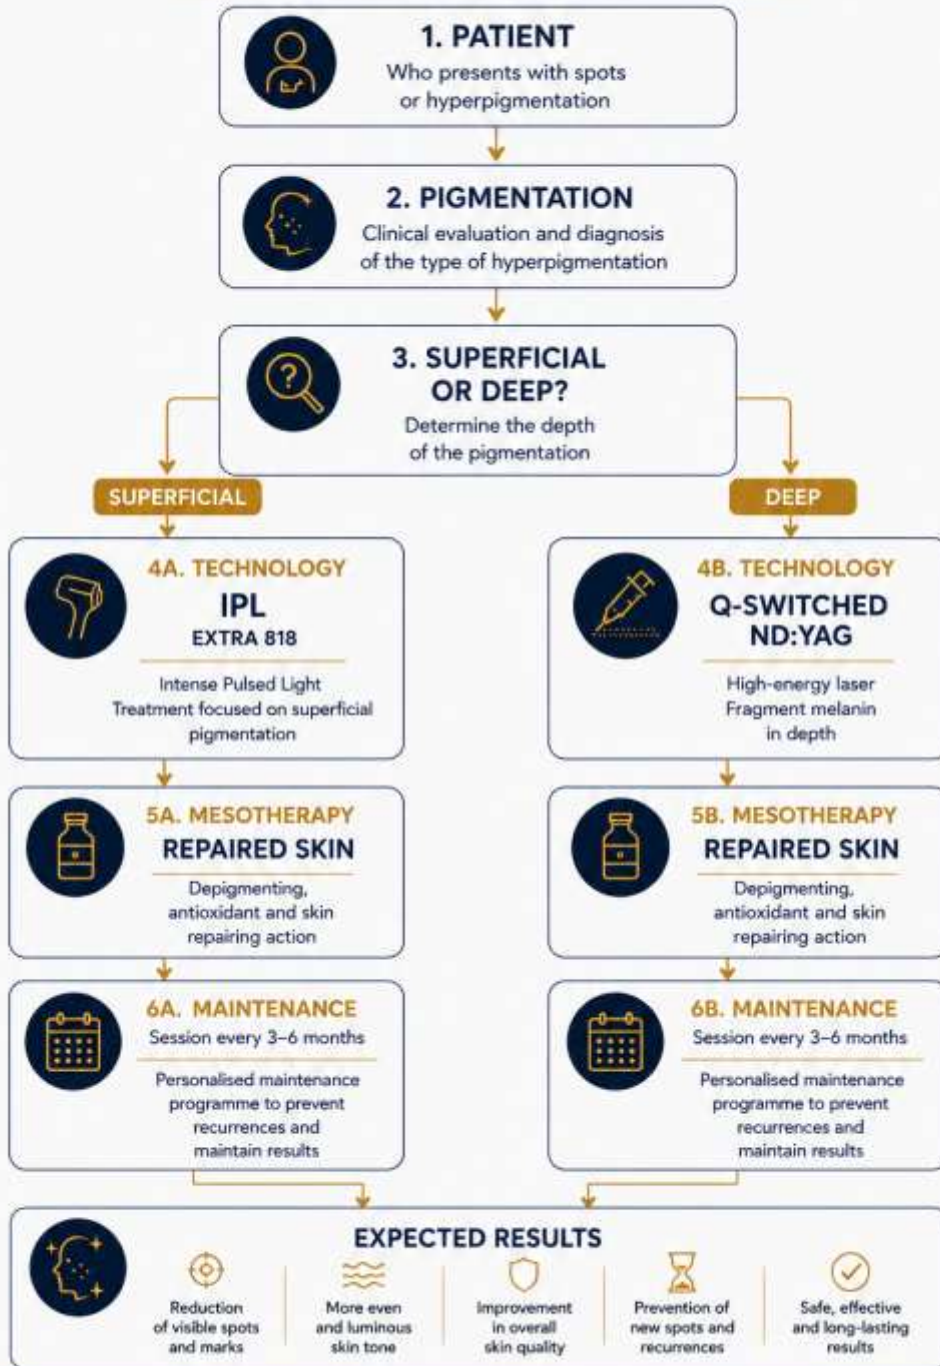 1. PATIENT
Who presents with spots
or hyperpigmentation
2. PIGMENTATION
Clinical evaluation and diagnosis
of the type of hyperpigmentation
?
3. SUPERFICIAL
OR DEEP?
Determine the depth
of the pigmentation
SUPERFICIAL
DEEP
4A. TECHNOLOGY
IPL
EXTRA 818
Intense Pulsed Light
Treatment focused on superficial
pigmentation
4B. TECHNOLOGY
Q-SWITCHED
ND:YAG
High-energy laser
Fragment melanin
in depth
5A. MESOTHERAPY
REPAIRED SKIN
Depigmenting,
antioxidant and skin
repairing action
5B. MESOTHERAPY
REPAIRED SKIN
Depigmenting,
antioxidant and skin
repairing action
6A. MAINTENANCE
Session every 3–6 months
Personalised maintenance
programme to prevent
recurrences and
maintain results
6B. MAINTENANCE
Session every 3–6 months
Personalised maintenance
programme to prevent
recurrences and
maintain results
EXPECTED RESULTS
Reduction
of visible spots
and marks
More even
and luminous
skin tone
Improvement
in overall
skin quality
Prevention of
new spots and
recurrences
Safe, effective
and long-lasting
results